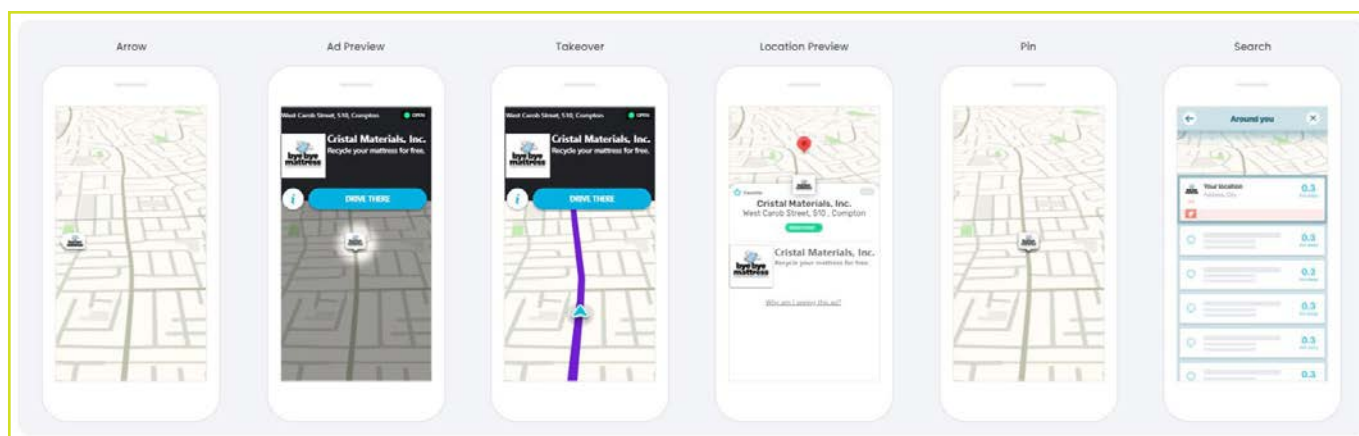 Arrow
Ad Preview
Takeover
Location Preview
Pin
Search
West Carob Street, 510, Compton
OPEN
Cristal Materials, Inc.
Recycle your mattress for free.
bye bye
mattress
i
DRIVE THERE
West Carob Street, 510, Compton
OPEN
Cristal Materials, Inc.
Recycle your mattress for free.
bye bye
mattress
i
DRIVE THERE
Favorite
Cristal Materials, Inc.
West Carob Street, 510 , Compton
Cristal Materials, Inc.
Recycle your mattress for free.
bye bye
mattress
Why am I seeing this ad?
Around you
Your location
Address, City
0.3
0.3
0.3
0.3
0.3
0.3